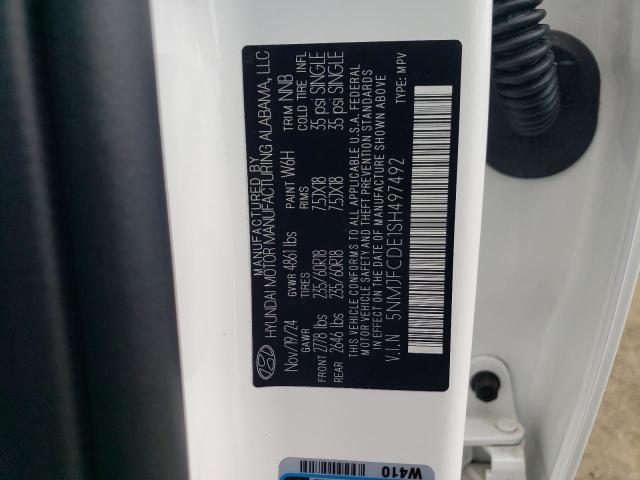 MANUFACTURED BY
HYUNDAI MOTOR MANUFACTURING ALABAMA, LLC
Nov/19/24 GVWR 4861 lbs PAINT W6H TRIM NNB
GAWR TIRES RIMS COLD TIRE INFL
FRONT 2778 lbs 235/60R18 7.5JX18 35 psi SINGLE
REAR 2646 lbs 235/60R18 7.5JX18 35 psi SINGLE
THIS VEHICLE CONFORMS TO ALL APPLICABLE U.S.A. FEDERAL
MOTOR VEHICLE SAFETY AND THEFT PREVENTION STANDARDS
IN EFFECT ON THE DATE OF MANUFACTURE SHOWN ABOVE
V.I.N 5NMJFCDE1SH497492 TYPE: MPV
W410